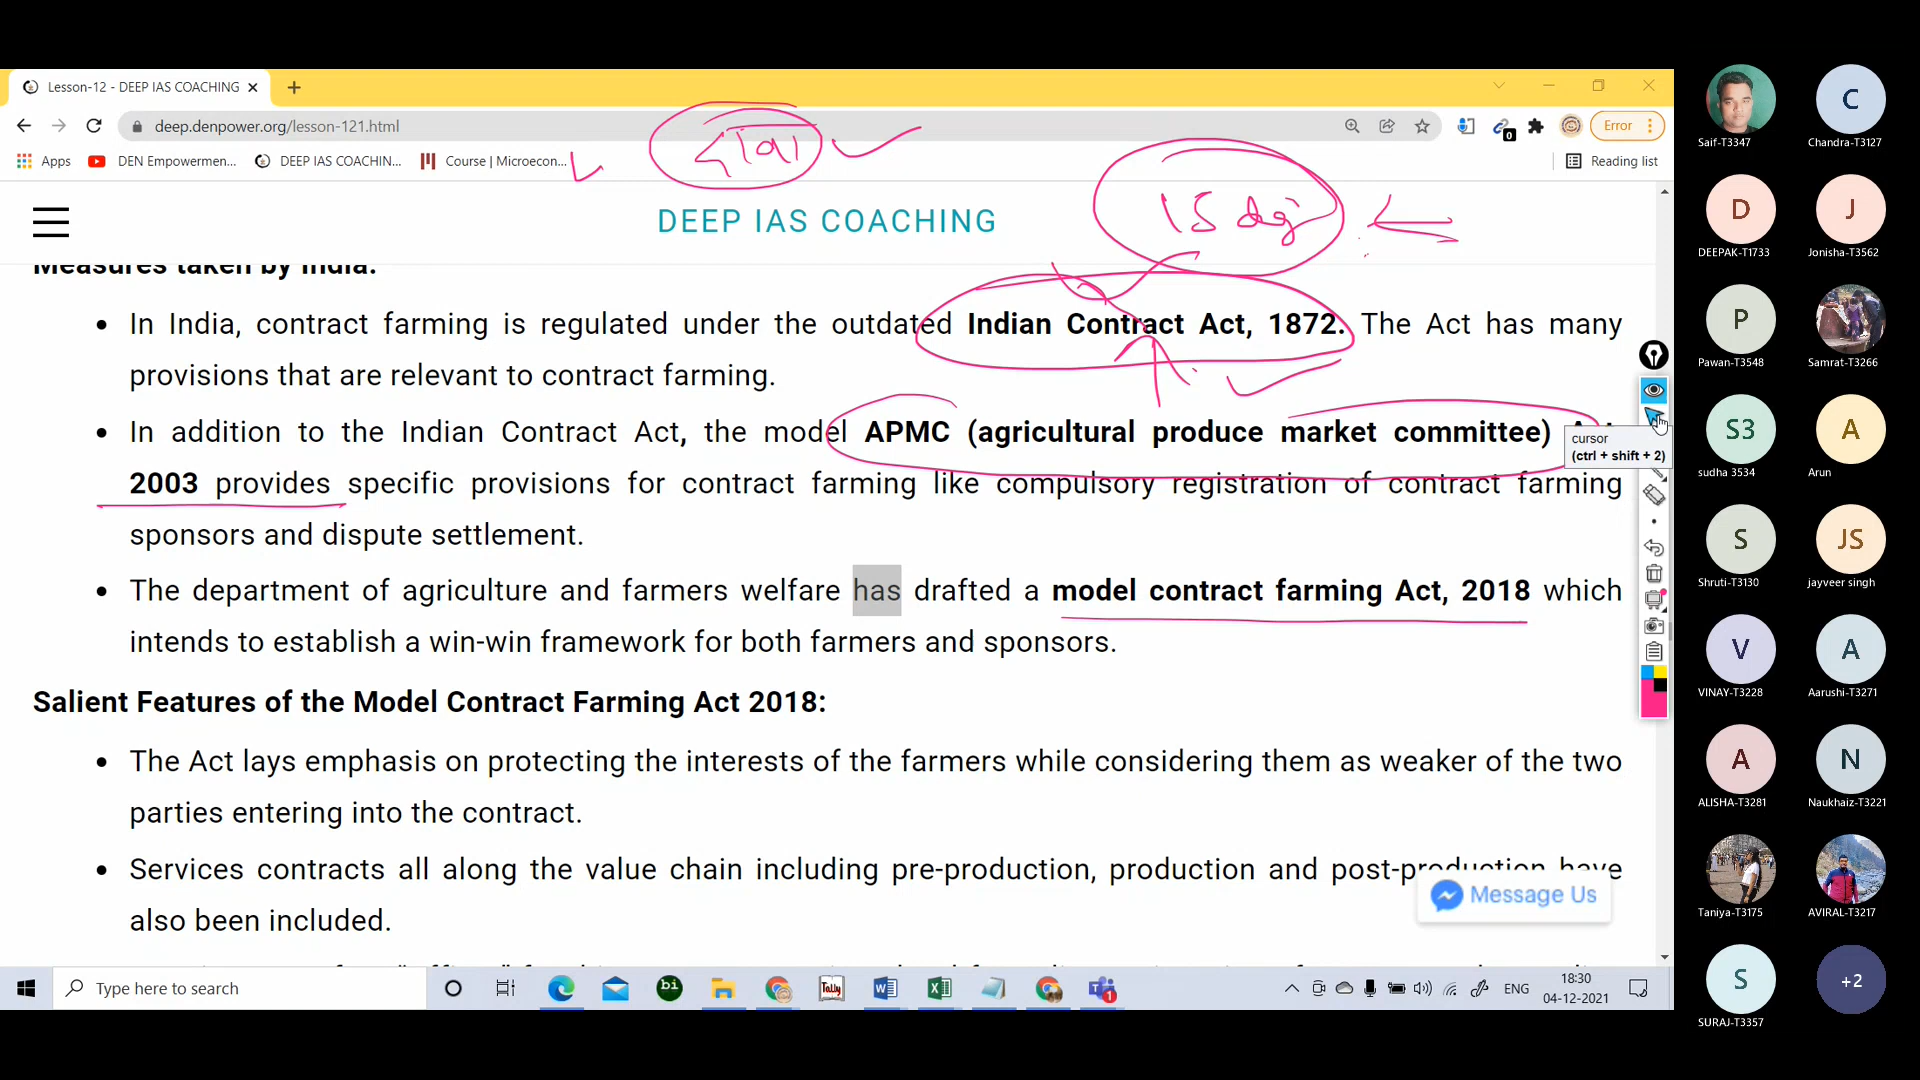 Lesson-12 - DEEP IAS COACHING
deep.denpower.org/lesson-121.html
Error
Apps
DEN Empowermen...
DEEP IAS COACHIN...
Course | Microecon...
Reading list
DEEP IAS COACHING
Measures taken by India:
• In India, contract farming is regulated under the outdated Indian Contract Act, 1872. The Act has many
provisions that are relevant to contract farming.
• In addition to the Indian Contract Act, the model APMC (agricultural produce market committee)
2003 provides specific provisions for contract farming like compulsory registration of contract farming
sponsors and dispute settlement.
• The department of agriculture and farmers welfare has drafted a model contract farming Act, 2018 which
intends to establish a win-win framework for both farmers and sponsors.
Salient Features of the Model Contract Farming Act 2018:
• The Act lays emphasis on protecting the interests of the farmers while considering them as weaker of the two
parties entering into the contract.
• Services contracts all along the value chain including pre-production, production and post-production have
also been included.
cursor
(ctrl + shift + 2)
Message Us
Type here to search
bi
Tally
ENG
18:30
04-12-2021
Saif-T3347
C
Chandra-T3127
D
DEEPAK-T1733
J
Jonisha-T3562
P
Pawan-T3548
Samrat-T3266
S3
sudha 3534
A
Arun
S
Shruti-T3130
JS
jayveer singh
V
VINAY-T3228
A
Aarushi-T3271
A
ALISHA-T3281
N
Naukhaiz-T3221
Taniya-T3175
AVIRAL-T3217
S
SURAJ-T3357
+2